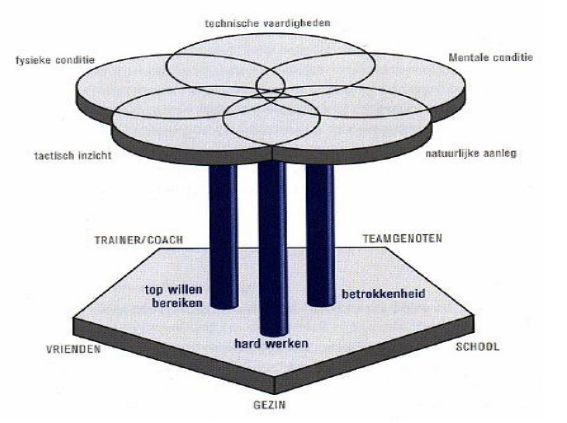 technische vaardigheden
fysieke conditie
Mentale conditie
tactisch inzicht
natuurlijke aanleg
TRAINER/COACH
TEAMGENOTEN
top willen
bereiken
betrokkenheid
hard werken
VRIENDEN
SCHOOL
GEZIN